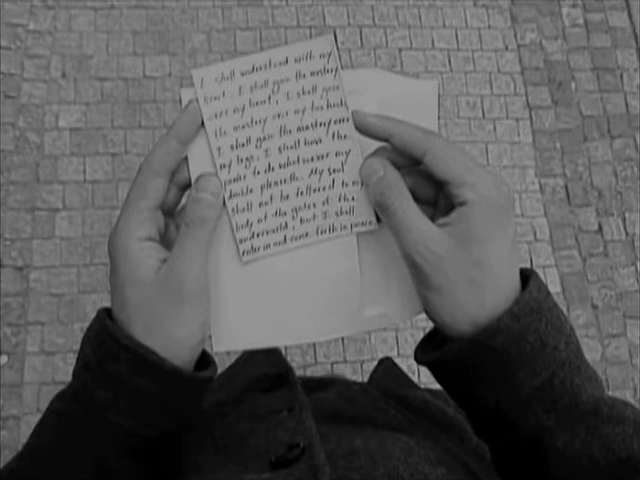 I shall understand with my
heart, I shall gain the mastery
over my heart, I shall gain
the mastery over my two hands,
I shall gain the mastery over
my legs, I shall have the
power to do whatsoever my
double pleaseth. My soul
shall not be fettered to my
body at the gates of the
underworld; but I shall
enter in and come forth in peace